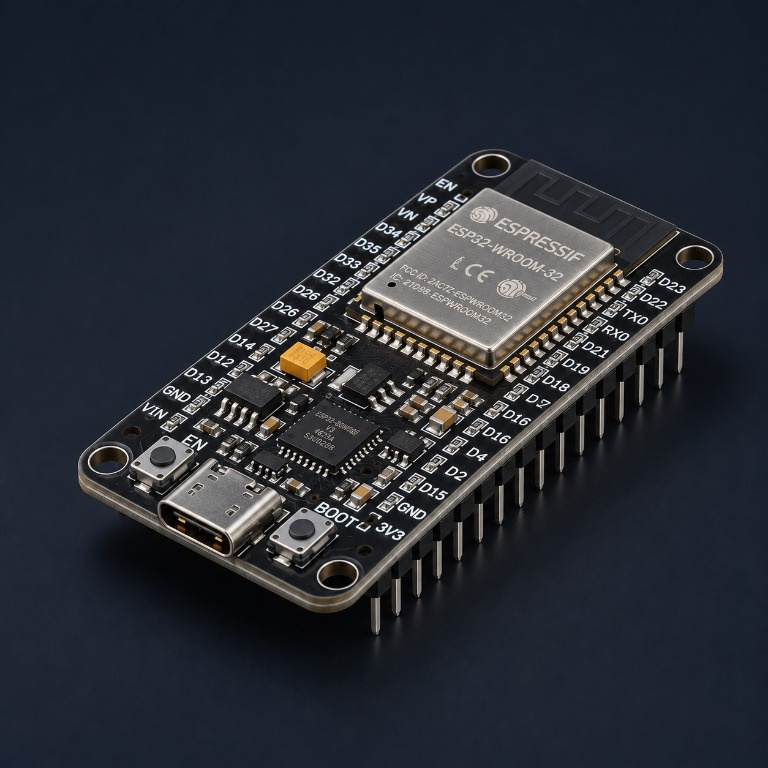 EN
VP
VN
D34
D35
D33
D32
D26
D26
D27
D14
D12
D13
GND
VIN
ESPRESSIF
ESP32-WROOM-32
CE
FCC ID: 2AC7Z-ESPWROOM32
IC: 21098-ESPWROOM32
D23
D22
TX0
RX0
D21
D19
D18
D7
D16
D16
D4
D2
D15
GND
3V3
V3
EN
BOOT